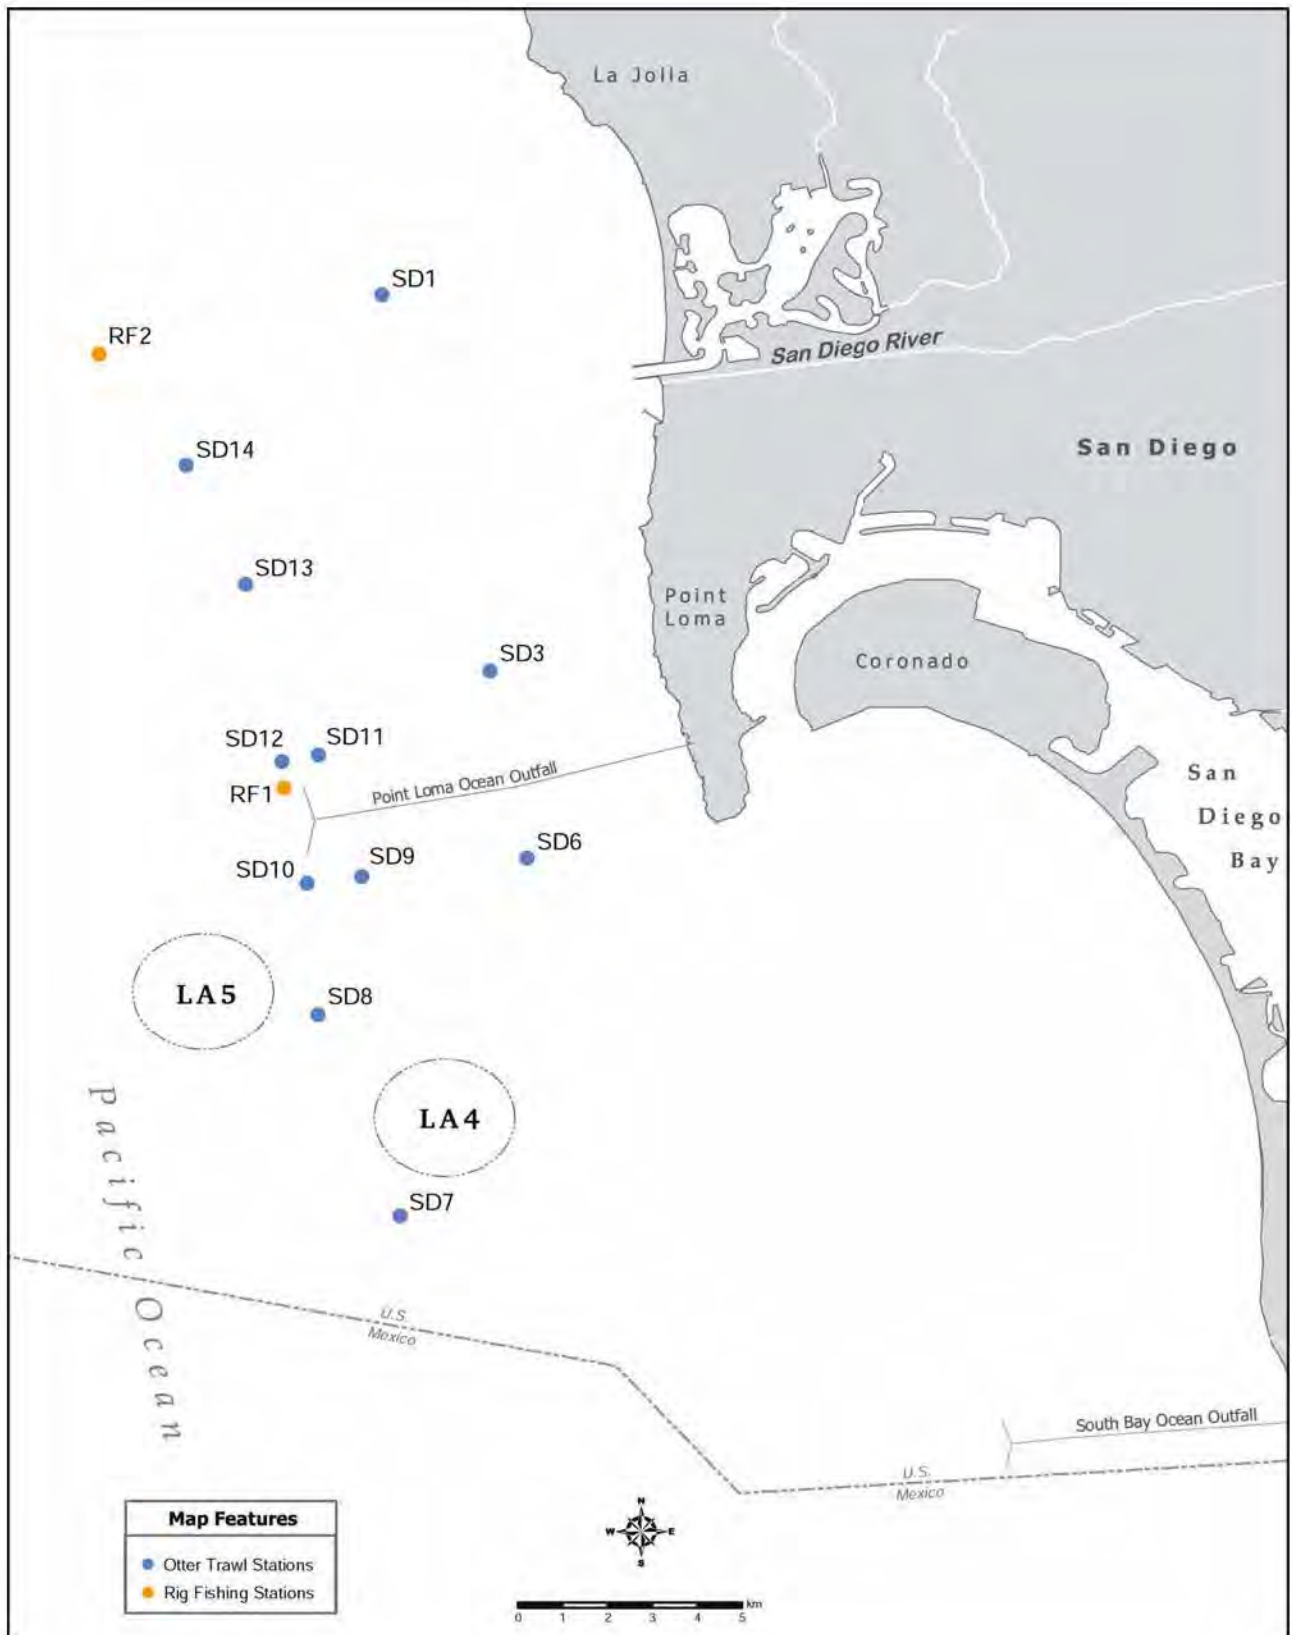 La Jolla
SD1
RF2
San Diego River
San Diego
SD14
SD13
Point
Loma
SD3
Coronado
SD12
SD11
RF1
Point Loma Ocean Outfall
San
Diego
Bay
SD6
SD9
SD10
LA5
SD8
LA4
SD7
Pacific Ocean
U.S.
Mexico
South Bay Ocean Outfall
U.S.
Mexico
Map Features
Otter Trawl Stations
Rig Fishing Stations
N
W E
S
km
0 1 2 3 4 5